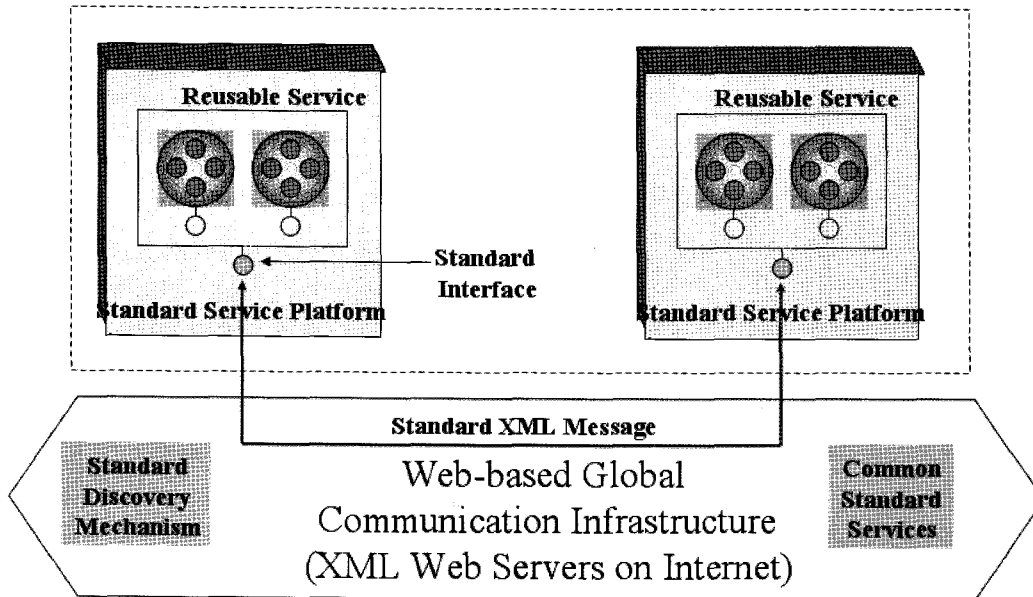 Reusable Service
Reusable Service
Standard
Interface
Standard Service Platform
Standard Service Platform
Standard XML Message
Standard
Discovery
Mechanism
Web-based Global
Communication Infrastructure
(XML Web Servers on Internet)
Common
Standard
Services